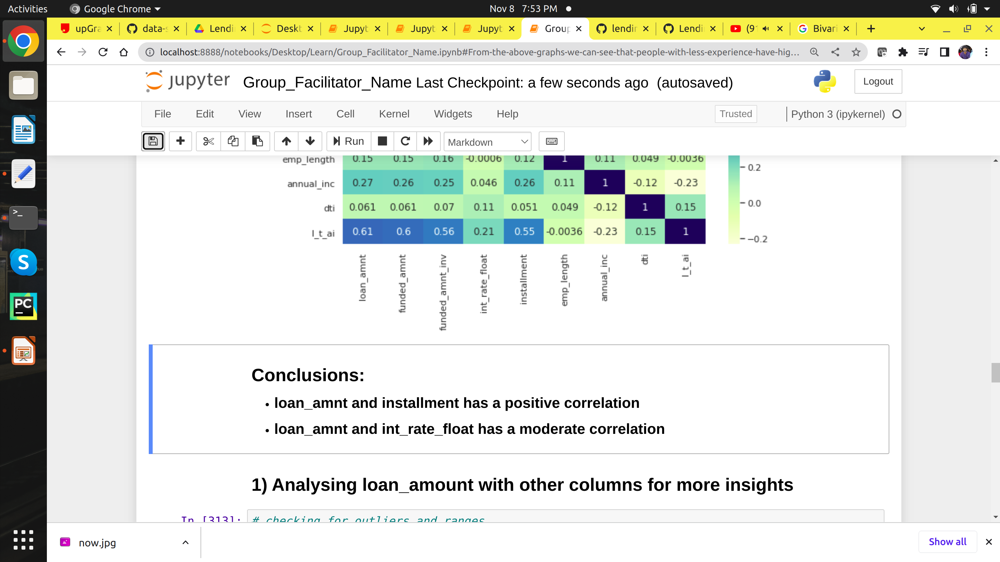 Activities Google Chrome Nov 8 7:53 PM
upGra data-s Lendin Deskt Jupyt Jupyt Jupyt Group lendin Lendi (91 Bivari
localhost:8888/notebooks/Desktop/Learn/Group_Facilitator_Name.ipynb#From-the-above-graphs-we-can-see-that-people-with-less-experience-have-hig...
jupyter Group_Facilitator_Name Last Checkpoint: a few seconds ago (autosaved) Logout
File Edit View Insert Cell Kernel Widgets Help Trusted Python 3 (ipykernel)
Run Markdown
emp_length 0.15 0.15 0.16 -0.0006 0.12 1 0.11 0.049 -0.0036
0.2
annual_inc 0.27 0.26 0.25 0.046 0.26 0.11 1 -0.12 -0.23
dti 0.061 0.061 0.07 0.11 0.051 0.049 -0.12 1 0.15
0.0
l_t_ai 0.61 0.6 0.56 0.21 0.55 -0.0036 -0.23 0.15 1
−0.2
loan_amnt funded_amnt funded_amnt_inv int_rate_float installment emp_length annual_inc dti l_t_ai
Conclusions:
• loan_amnt and installment has a positive correlation
• loan_amnt and int_rate_float has a moderate correlation
1) Analysing loan_amount with other columns for more insights
In [313]: # checking for outliers and ranges
now.jpg Show all
S
PC